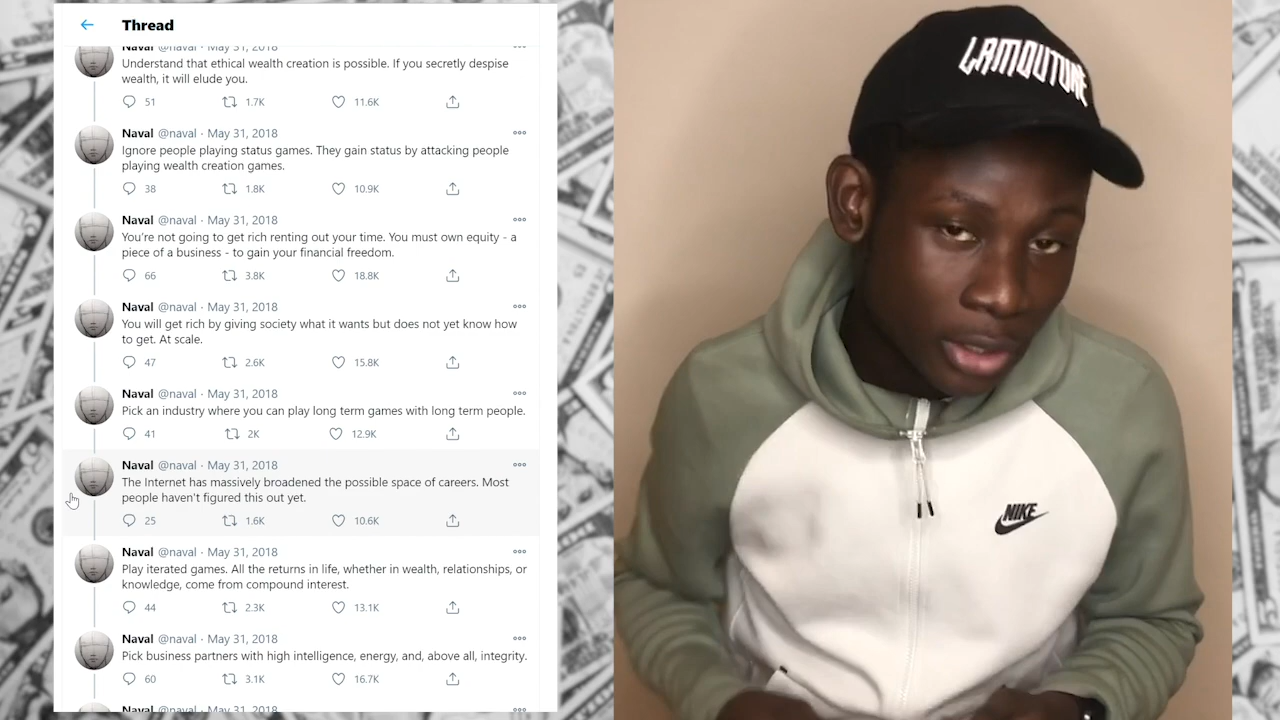 Thread
Naval @naval · May 31, 2018
Understand that ethical wealth creation is possible. If you secretly despise
wealth, it will elude you.
51 1.7K 11.6K
Naval @naval · May 31, 2018
Ignore people playing status games. They gain status by attacking people
playing wealth creation games.
38 1.8K 10.9K
Naval @naval · May 31, 2018
You're not going to get rich renting out your time. You must own equity - a
piece of a business - to gain your financial freedom.
66 3.8K 18.8K
Naval @naval · May 31, 2018
You will get rich by giving society what it wants but does not yet know how
to get. At scale.
47 2.6K 15.8K
Naval @naval · May 31, 2018
Pick an industry where you can play long term games with long term people.
41 2K 12.9K
Naval @naval · May 31, 2018
The Internet has massively broadened the possible space of careers. Most
people haven't figured this out yet.
25 1.6K 10.6K
Naval @naval · May 31, 2018
Play iterated games. All the returns in life, whether in wealth, relationships, or
knowledge, come from compound interest.
44 2.3K 13.1K
Naval @naval · May 31, 2018
Pick business partners with high intelligence, energy, and, above all, integrity.
60 3.1K 16.7K
Naval @naval · May 31, 2018
LAMOUTURE
NIKE